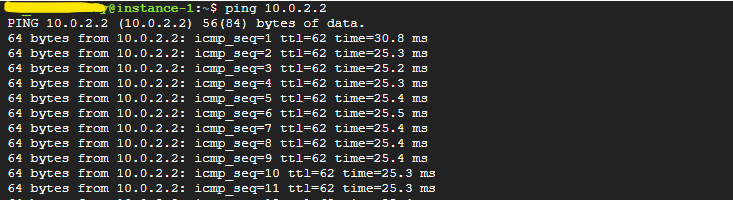 @instance-1:~$ ping 10.0.2.2
PING 10.0.2.2 (10.0.2.2) 56(84) bytes of data.
64 bytes from 10.0.2.2: icmp_seq=1 ttl=62 time=30.8 ms
64 bytes from 10.0.2.2: icmp_seq=2 ttl=62 time=25.3 ms
64 bytes from 10.0.2.2: icmp_seq=3 ttl=62 time=25.2 ms
64 bytes from 10.0.2.2: icmp_seq=4 ttl=62 time=25.3 ms
64 bytes from 10.0.2.2: icmp_seq=5 ttl=62 time=25.4 ms
64 bytes from 10.0.2.2: icmp_seq=6 ttl=62 time=25.5 ms
64 bytes from 10.0.2.2: icmp_seq=7 ttl=62 time=25.4 ms
64 bytes from 10.0.2.2: icmp_seq=8 ttl=62 time=25.4 ms
64 bytes from 10.0.2.2: icmp_seq=9 ttl=62 time=25.4 ms
64 bytes from 10.0.2.2: icmp_seq=10 ttl=62 time=25.3 ms
64 bytes from 10.0.2.2: icmp_seq=11 ttl=62 time=25.3 ms